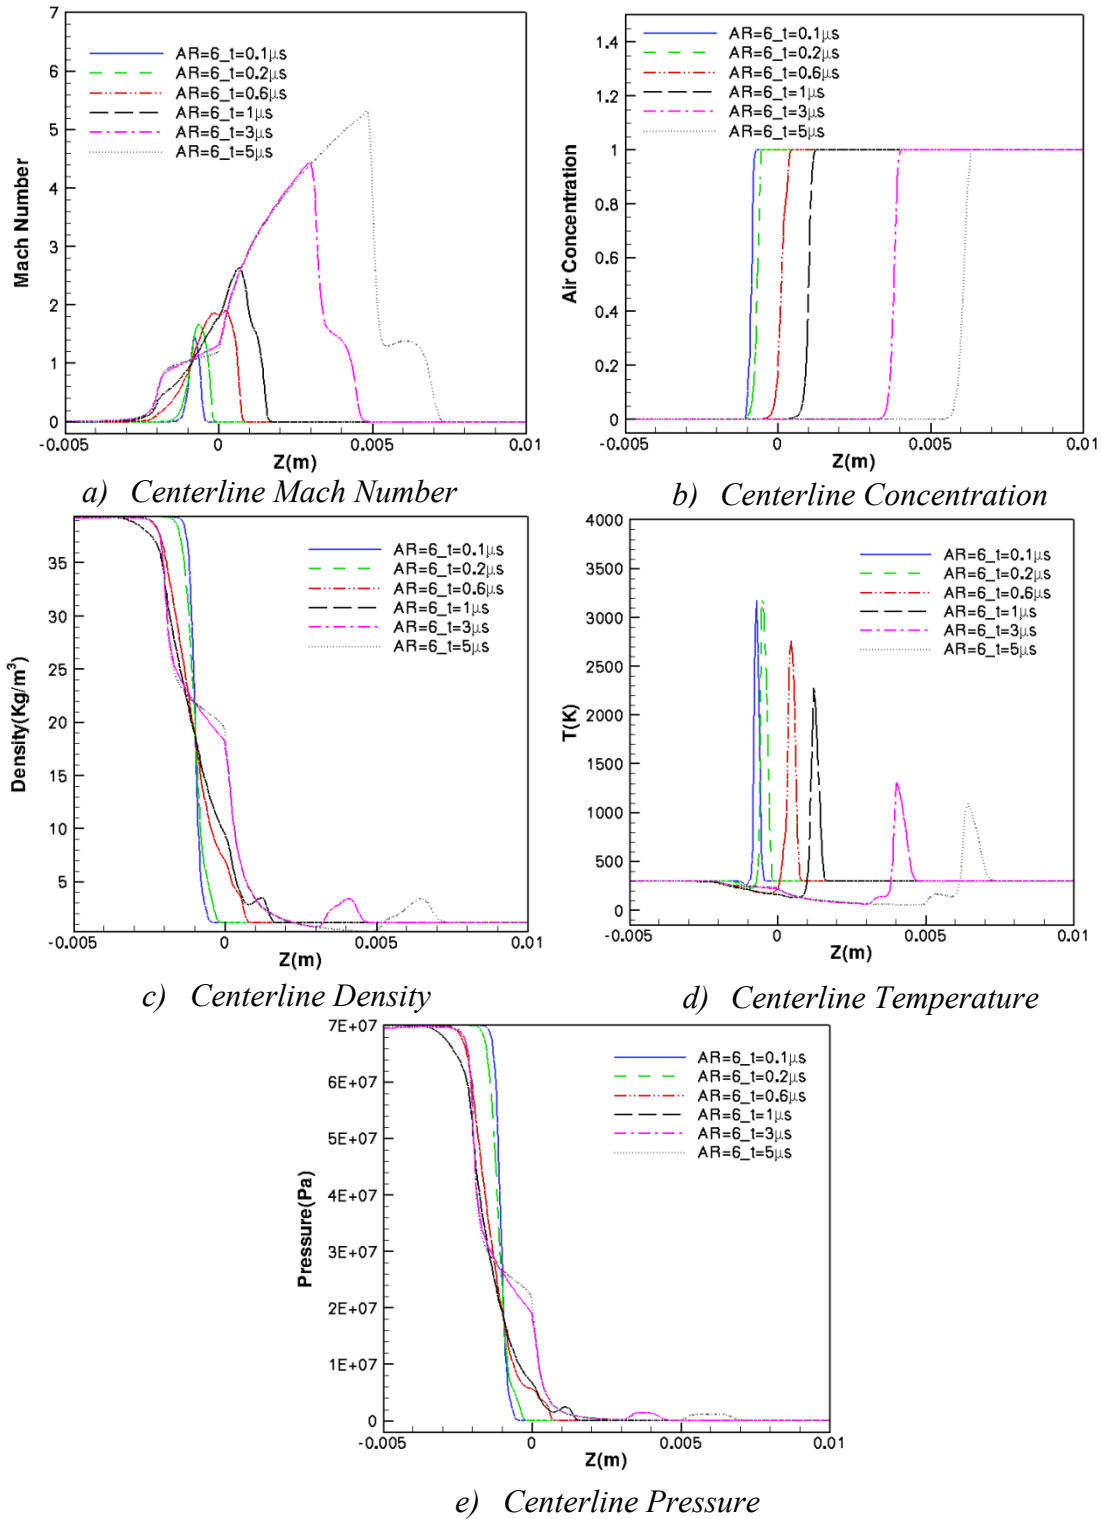 7
6
5
4
3
2
1
0
Mach Number
AR=6_t=0.1μs
AR=6_t=0.2μs
AR=6_t=0.6μs
AR=6_t=1μs
AR=6_t=3μs
AR=6_t=5μs
-0.005 0 0.005 0.01
Z(m)
a) Centerline Mach Number
1.4
1.2
1
0.8
0.6
0.4
0.2
0
Air Concentration
AR=6_t=0.1μs
AR=6_t=0.2μs
AR=6_t=0.6μs
AR=6_t=1μs
AR=6_t=3μs
AR=6_t=5μs
0 0.005 0.01
Z(m)
b) Centerline Concentration
35
30
25
20
15
10
5
Density(Kg/m³)
AR=6_t=0.1μs
AR=6_t=0.2μs
AR=6_t=0.6μs
AR=6_t=1μs
AR=6_t=3μs
AR=6_t=5μs
-0.005 0 0.005 0.01
Z(m)
c) Centerline Density
4000
3500
3000
2500
2000
1500
1000
500
0
T(K)
AR=6_t=0.1μs
AR=6_t=0.2μs
AR=6_t=0.6μs
AR=6_t=1μs
AR=6_t=3μs
AR=6_t=5μs
-0.005 0 0.005 0.01
Z(m)
d) Centerline Temperature
7E+07
6E+07
5E+07
4E+07
3E+07
2E+07
1E+07
0
Pressure(Pa)
AR=6_t=0.1μs
AR=6_t=0.2μs
AR=6_t=0.6μs
AR=6_t=1μs
AR=6_t=3μs
AR=6_t=5μs
-0.005 0 0.005 0.01
Z(m)
e) Centerline Pressure